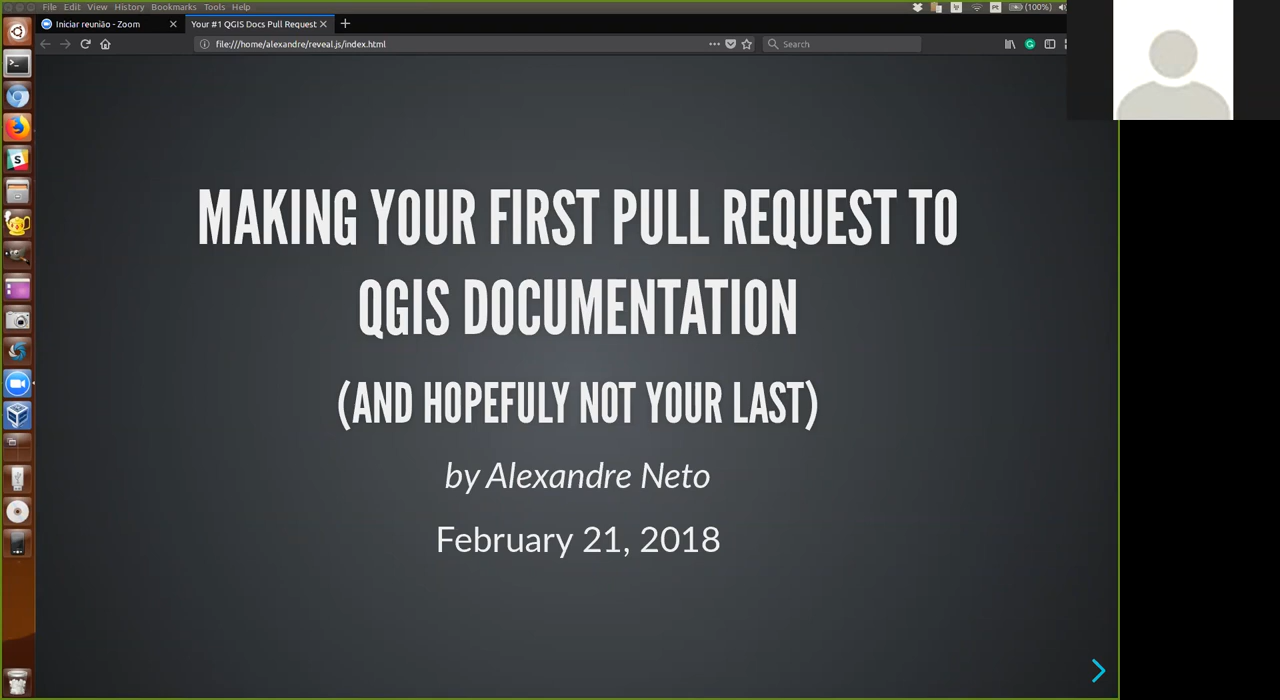 File Edit View History Bookmarks Tools Help
(100%)
Iniciar reunião - Zoom
Your #1 QGIS Docs Pull Request
file:///home/alexandre/reveal.js/index.html
Search
MAKING YOUR FIRST PULL REQUEST TO
QGIS DOCUMENTATION
(AND HOPEFULY NOT YOUR LAST)
by Alexandre Neto
February 21, 2018